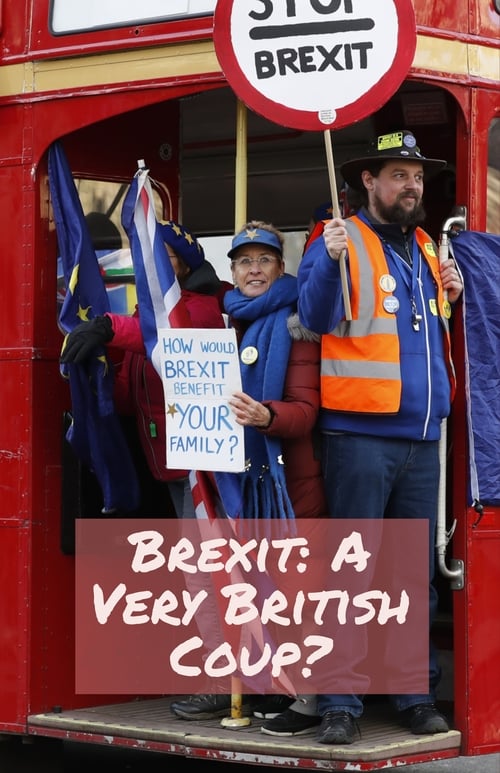 STOP
BREXIT
HOW WOULD
BREXIT
BENEFIT
YOUR
FAMILY?
Brexit: A
Very British
Coup?